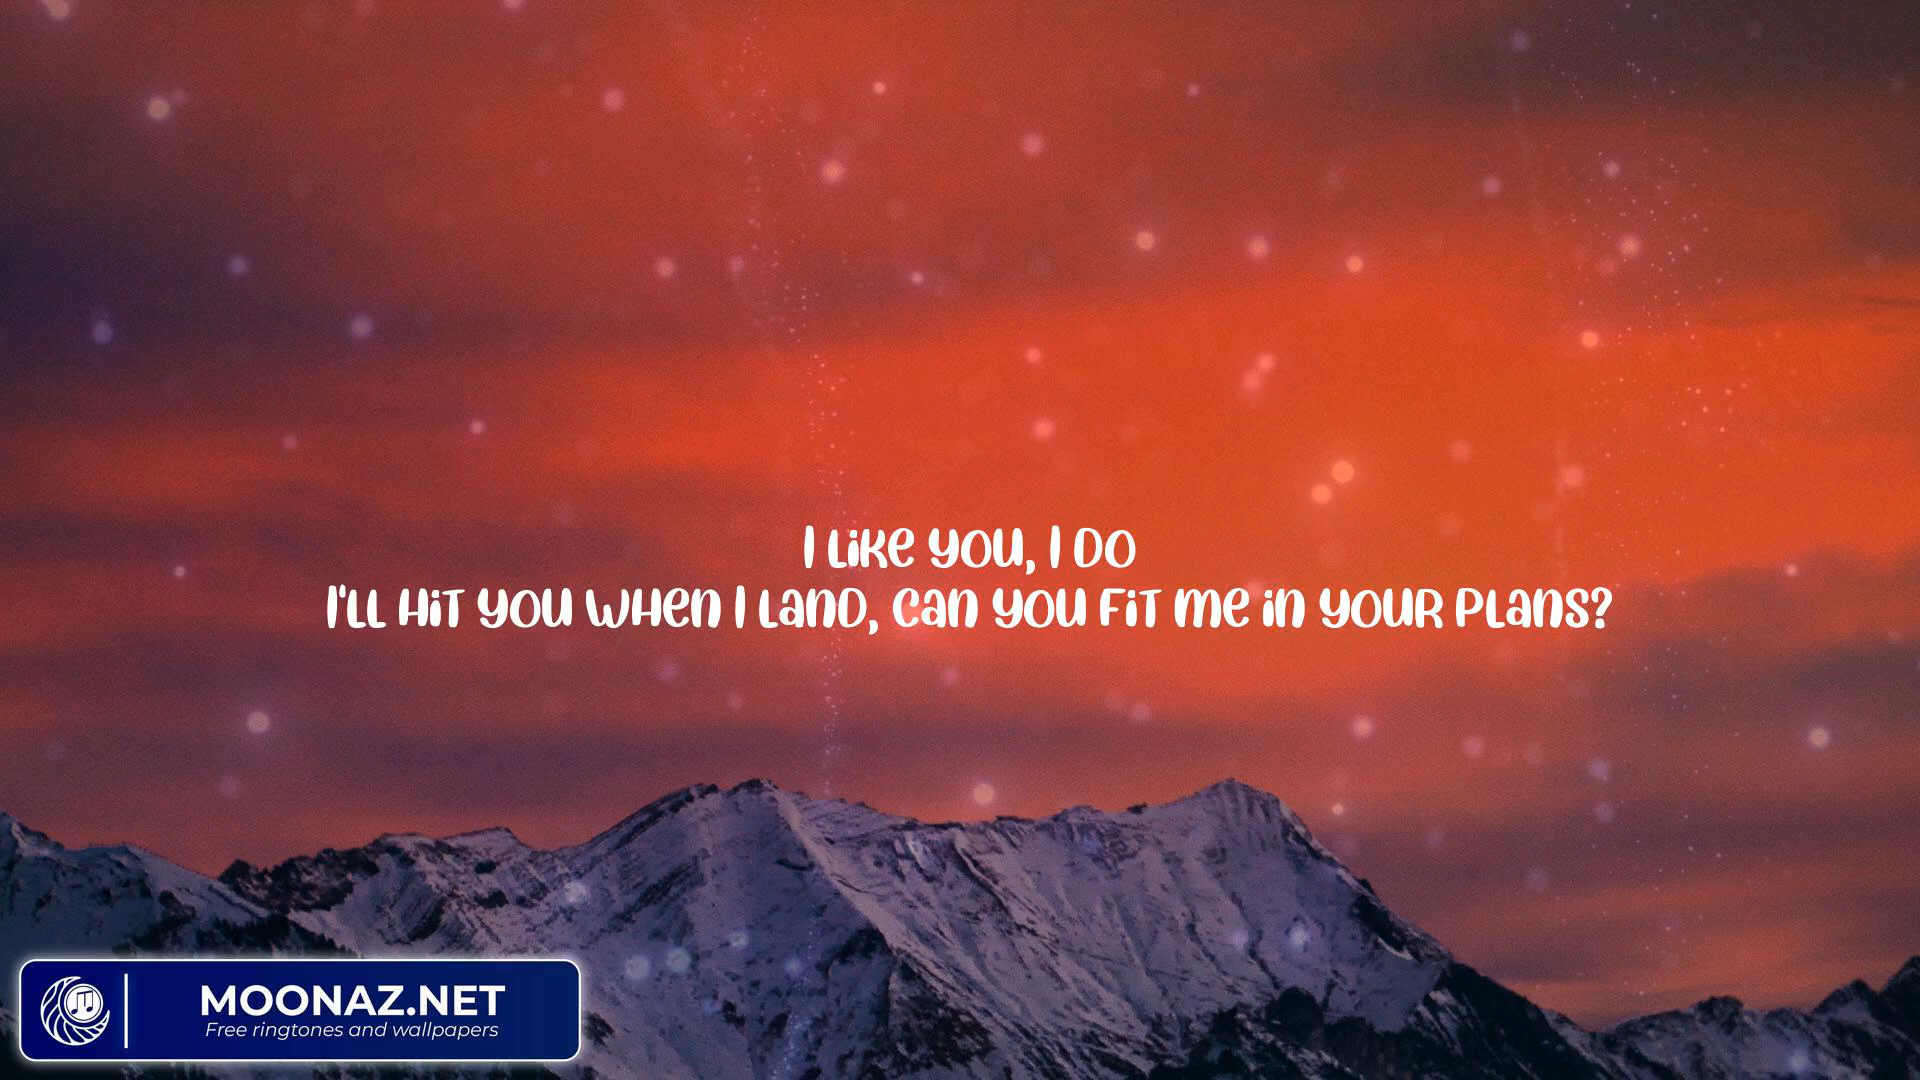 I like you, I do
I'll hit you when I land, can you fit me in your plans?
MOONAZ.NET
Free ringtones and wallpapers